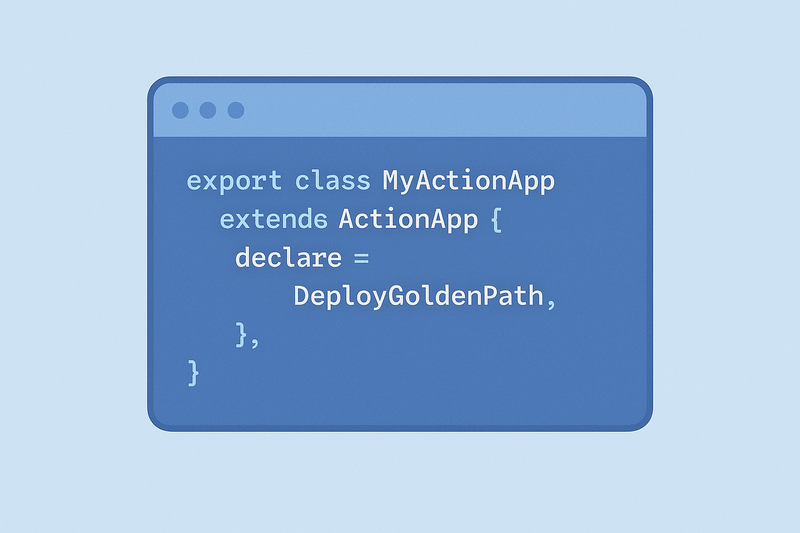 export class MyActionApp
extends ActionApp {
declare =
DeployGoldenPath,
},
}